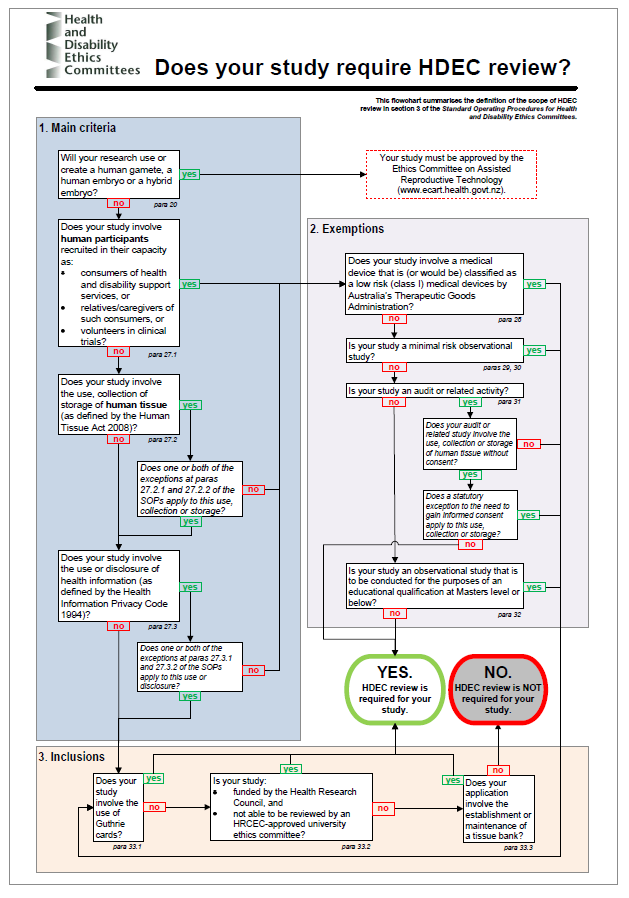 Health
and
Disability
Ethics
Committees
Does your study require HDEC review?
This flowchart summarises the definition of the scope of HDEC
review in section 3 of the Standard Operating Procedures for Health
and Disability Ethics Committees.
1. Main criteria
Will your research use or
create a human gamete, a
human embryo or a hybrid
embryo?
yes
no
para 20
Your study must be approved by the
Ethics Committee on Assisted
Reproductive Technology
(www.ecart.health.govt.nz).
Does your study involve
human participants
recruited in their capacity
as:
• consumers of health
and disability support
services, or
• relatives/caregivers of
such consumers, or
• volunteers in clinical
trials?
yes
no
para 27.1
Does your study involve
the use, collection of
storage of human tissue
(as defined by the Human
Tissue Act 2008)?
yes
no
para 27.2
Does one or both of the
exceptions at paras
27.2.1 and 27.2.2 of the
SOPs apply to this use,
collection or storage?
no
yes
Does your study involve
the use or disclosure of
health information (as
defined by the Health
Information Privacy Code
1994)?
yes
no
para 27.3
Does one or both of the
exceptions at paras 27.3.1
and 27.3.2 of the SOPs
apply to this use or
disclosure?
no
yes
2. Exemptions
Does your study involve a medical
device that is (or would be) classified as
a low risk (class I) medical devices by
Australia's Therapeutic Goods
Administration?
yes
no
para 28
Is your study a minimal risk observational
study?
yes
no
paras 29, 30
Is your study an audit or related activity?
no
yes
para 31
Does your audit or
related study involve the
use, collection or storage
of human tissue without
consent?
no
yes
Does a statutory
exception to the need to
gain informed consent
apply to this use,
collection or storage?
yes
no
Is your study an observational study that is
to be conducted for the purposes of an
educational qualification at Masters level or
below?
yes
no
para 32
YES.
HDEC review is
required for your
study.
NO.
HDEC review is NOT
required for your
study.
3. Inclusions
Does your
study
involve the
use of
Guthrie
cards?
yes
no
para 33.1
Is your study:
• funded by the Health Research
Council, and
• not able to be reviewed by an
HRCEC-approved university
ethics committee?
yes
no
para 33.2
Does your
application
involve the
establishment or
maintenance of
a tissue bank?
yes
no
para 33.3